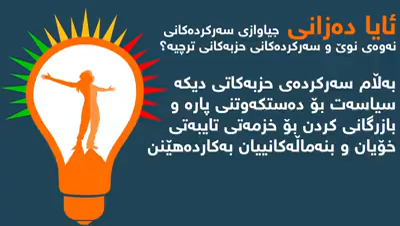 ئایا دەزانی جیاوازی سەرکردەکانی
نەوەی نوێ و سەرکردەکانی حزبەکانی ترچیە؟
بەڵام سەرکردەی حزبەکانی دیکە
سیاسەت بۆ دەستکەوتنی پارە و
بازرگانی کردن بۆ خزمەتی تایبەتی
خۆیان و بنەماڵەکانییان بەکاردەهێنن